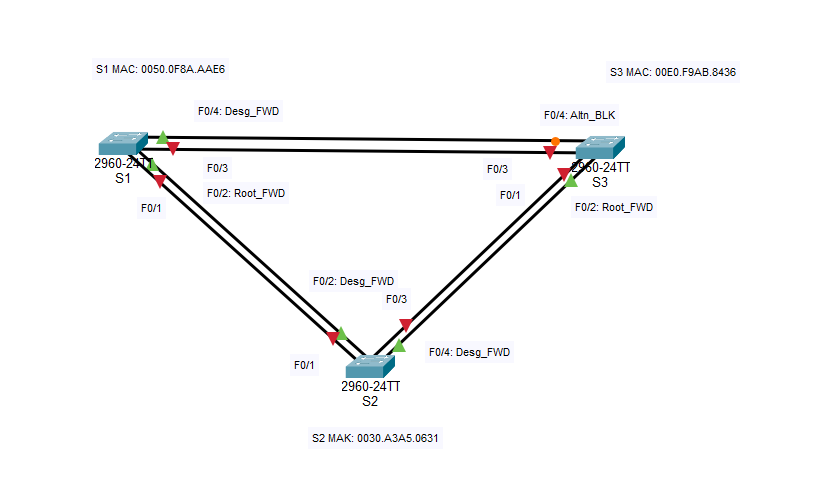 S1 MAC: 0050.0F8A.AAE6
S3 MAC: 00E0.F9AB.8436
F0/4: Desg_FWD
F0/4: Altn_BLK
2960-24TT
S1
F0/3
F0/2: Root_FWD
F0/1
F0/3
2960-24TT
S3
F0/1
F0/2: Root_FWD
F0/2: Desg_FWD
F0/3
F0/1
F0/4: Desg_FWD
2960-24TT
S2
S2 MAK: 0030.A3A5.0631